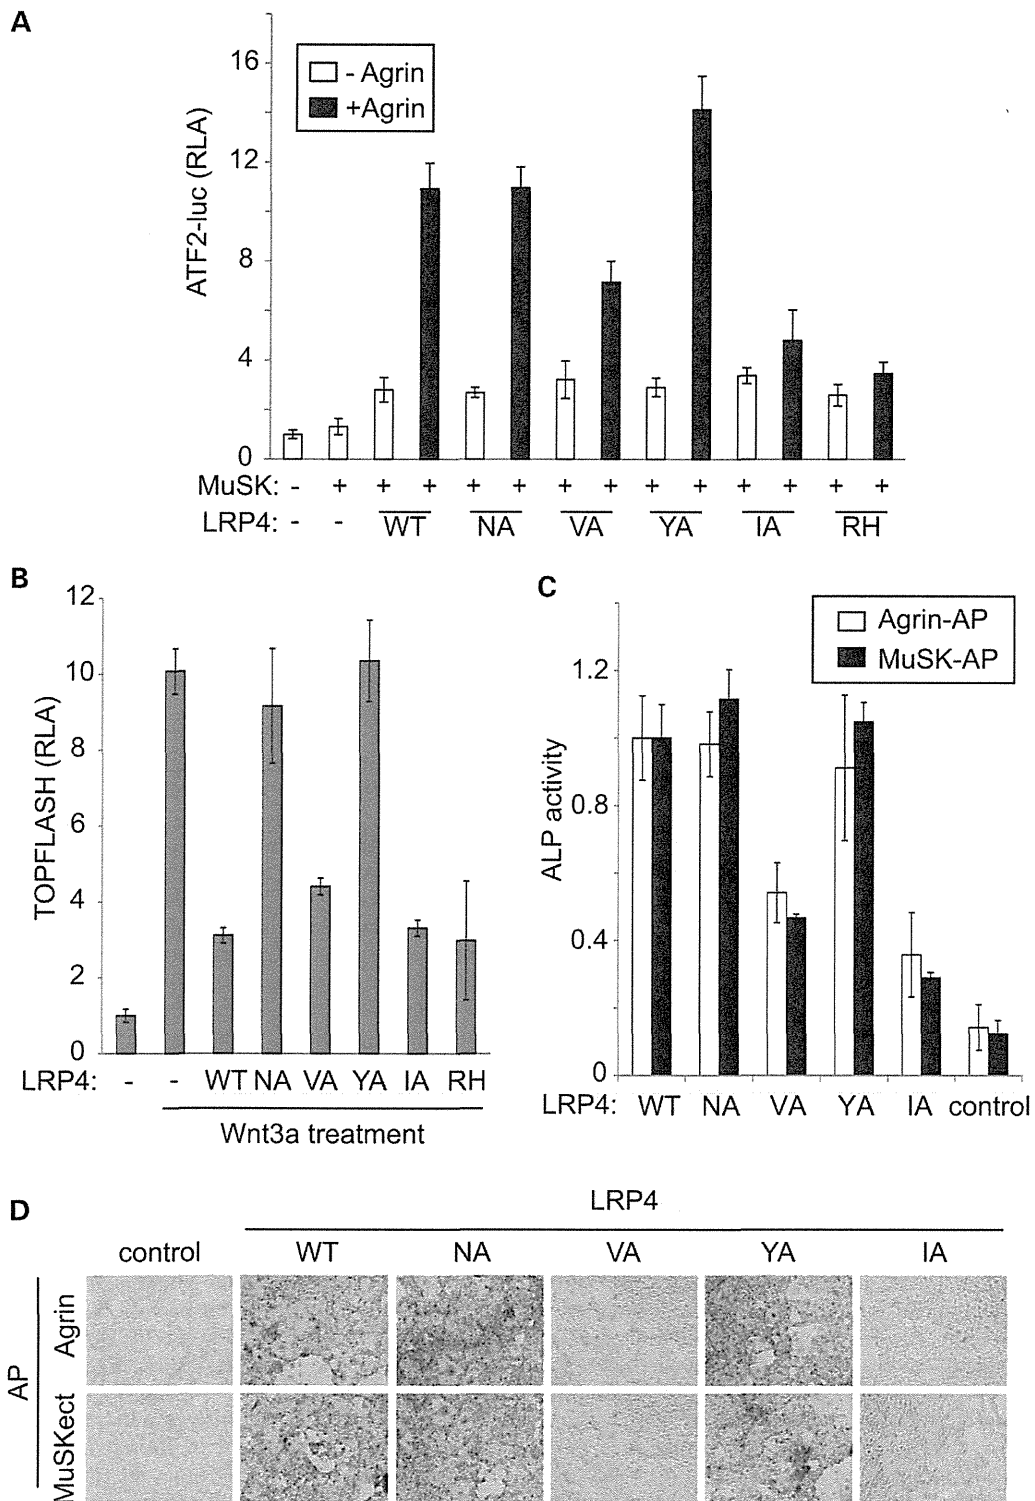 A
16
12
8
4
0
ATF2-luc (RLA)
- Agrin
+Agrin
MuSK: - + + + + + + + + + + + + +
LRP4: - - WT NA VA YA IA RH
B
12
10
8
6
4
2
0
TOPFLASH (RLA)
LRP4: - - WT NA VA YA IA RH
Wnt3a treatment
C
1.2
0.8
0.4
0
ALP activity
Agrin-AP
MuSK-AP
LRP4: WT NA VA YA IA control
D
LRP4
control WT NA VA YA IA
AP
Agrin
MuSKect